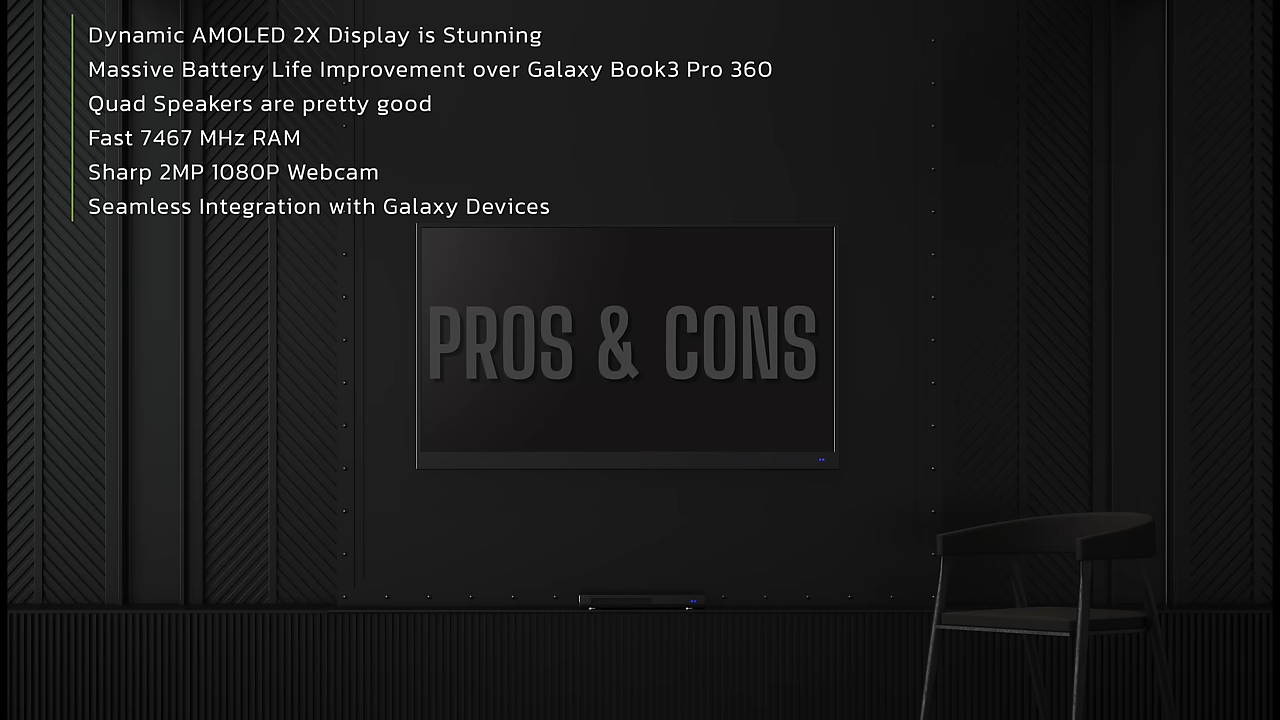 Dynamic AMOLED 2X Display is Stunning
Massive Battery Life Improvement over Galaxy Book3 Pro 360
Quad Speakers are pretty good
Fast 7467 MHz RAM
Sharp 2MP 1080P Webcam
Seamless Integration with Galaxy Devices
PROS & CONS